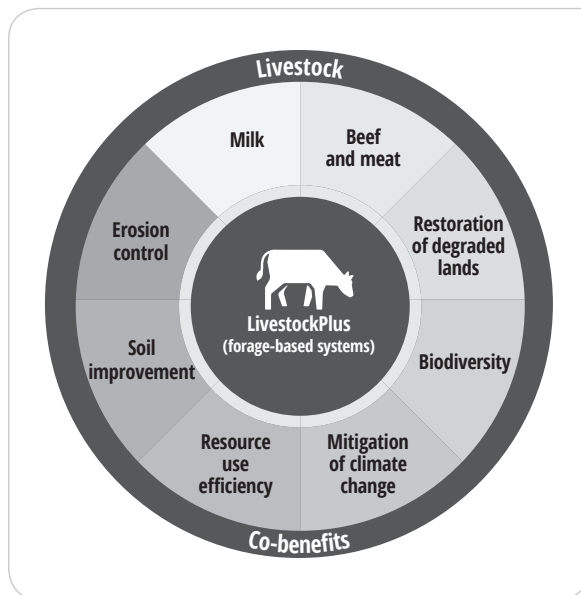 Livestock
Milk
Beef
and meat
Restoration
of degraded
lands
Biodiversity
Mitigation
of climate
change
Resource
use
efficiency
Soil
improvement
Erosion
control
LivestockPlus
(forage-based systems)
Co-benefits